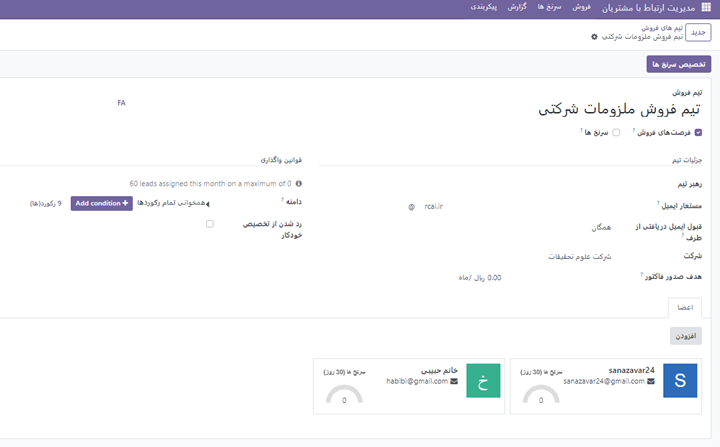 مدیریت ارتباط با مشتریان فروش سرنخ ها گزارش پیکربندی
جدید
تیم های فروش
تیم فروش ملزومات شرکتی
تخصیص سرنخ ها
تیم فروش
تیم فروش ملزومات شرکتی
FA
فرصت‌های فروش ?
سرنخ ها ?
جزئیات تیم
رهبر تیم
مستعار ایمیل ?
@ rcai.ir
قبول ایمیل دریافتی از طرف ?
همگان
شرکت
شرکت علوم تحقیقات
هدف صدور فاکتور ?
0.00 ریال /ماه
قوانین واگذاری
60 leads assigned this month on a maximum of 0
دامنه ?
همخوانی تمام رکوردها
Add condition
9 رکورد(ها)
رد شدن از تخصیص خودکار
اعضا
افزودن
S
sanazavar24
sanazavar24@gmail.com
سرنخ ها (30 روز)
0
خ
خانم حبیبی
habibi@gmail.com
سرنخ ها (30 روز)
0